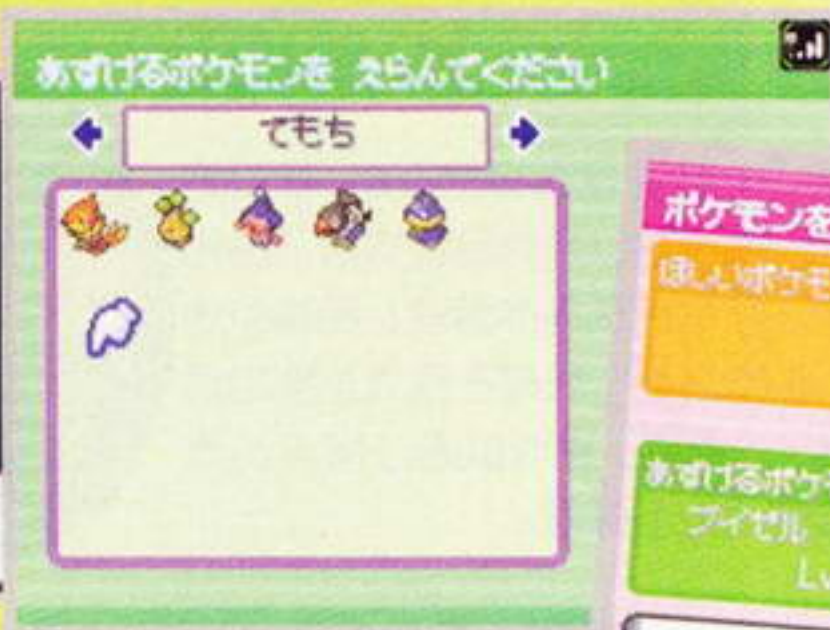 あずけるポケモンを えらんでください
てもち
ポケモンを
ほしいポケモ
あずけるポケ
ブイゼル
Lv